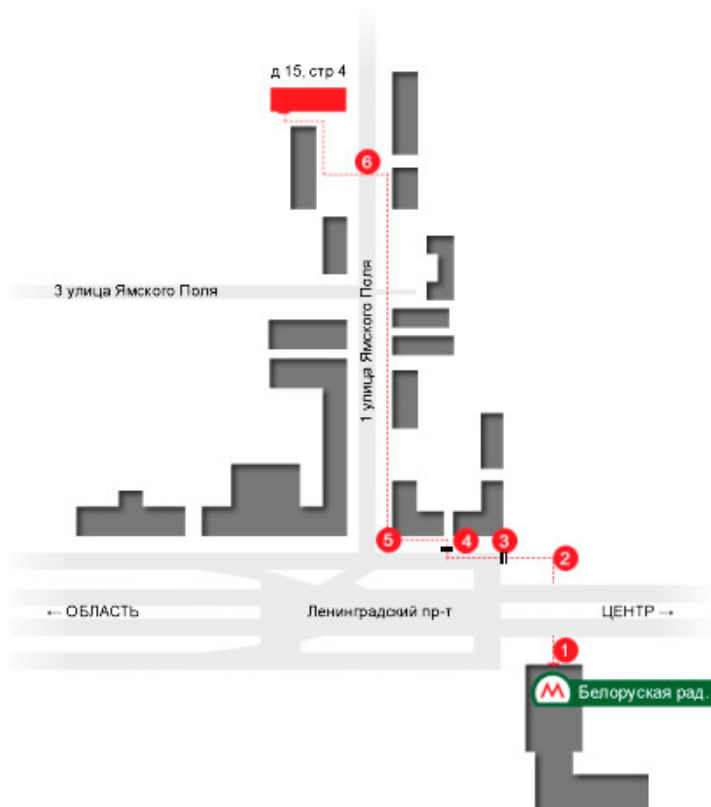 д 15, стр 4
6
3 улица Ямского Поля
1 улица Ямского Поля
5
4
3
2
← ОБЛАСТЬ
Ленинградский пр-т
ЦЕНТР →
1
М Белоруская рад.